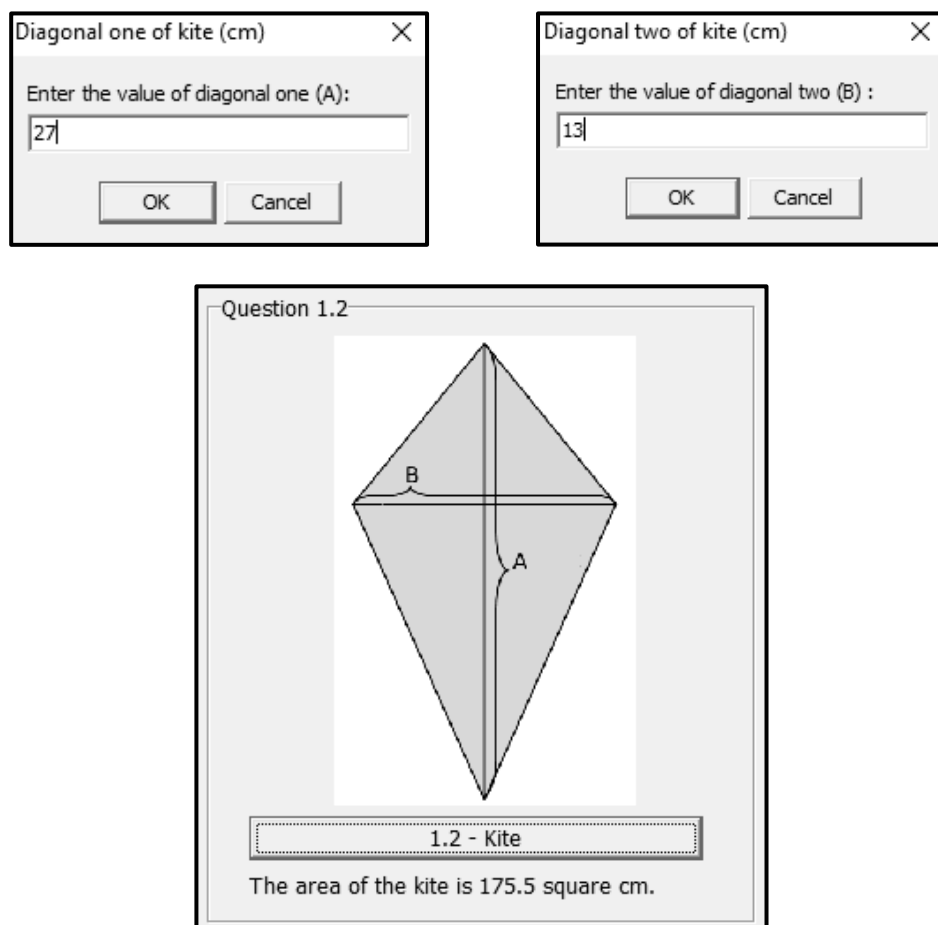 Diagonal one of kite (cm)
Enter the value of diagonal one (A):
27
OK
Cancel
Diagonal two of kite (cm)
Enter the value of diagonal two (B) :
13
OK
Cancel
Question 1.2
B
A
1.2 - Kite
The area of the kite is 175.5 square cm.